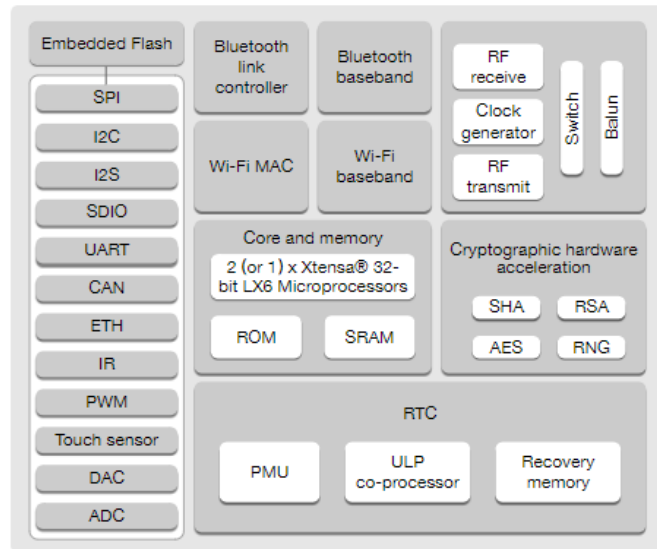 Embedded Flash
SPI
I2C
I2S
SDIO
UART
CAN
ETH
IR
PWM
Touch sensor
DAC
ADC
Bluetooth
link
controller
Bluetooth
baseband
Wi-Fi MAC
Wi-Fi
baseband
RF
receive
Clock
generator
RF
transmit
Switch
Balun
Core and memory
2 (or 1) x Xtensa® 32-
bit LX6 Microprocessors
ROM
SRAM
Cryptographic hardware
acceleration
SHA
RSA
AES
RNG
RTC
PMU
ULP
co-processor
Recovery
memory